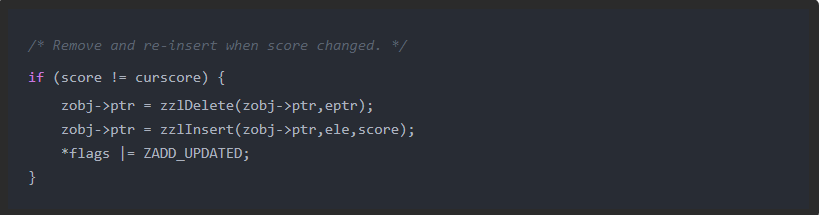 /* Remove and re-insert when score changed. */
if (score != curscore) {
    zobj->ptr = zzlDelete(zobj->ptr,eptr);
    zobj->ptr = zzlInsert(zobj->ptr,ele,score);
    *flags |= ZADD_UPDATED;
}